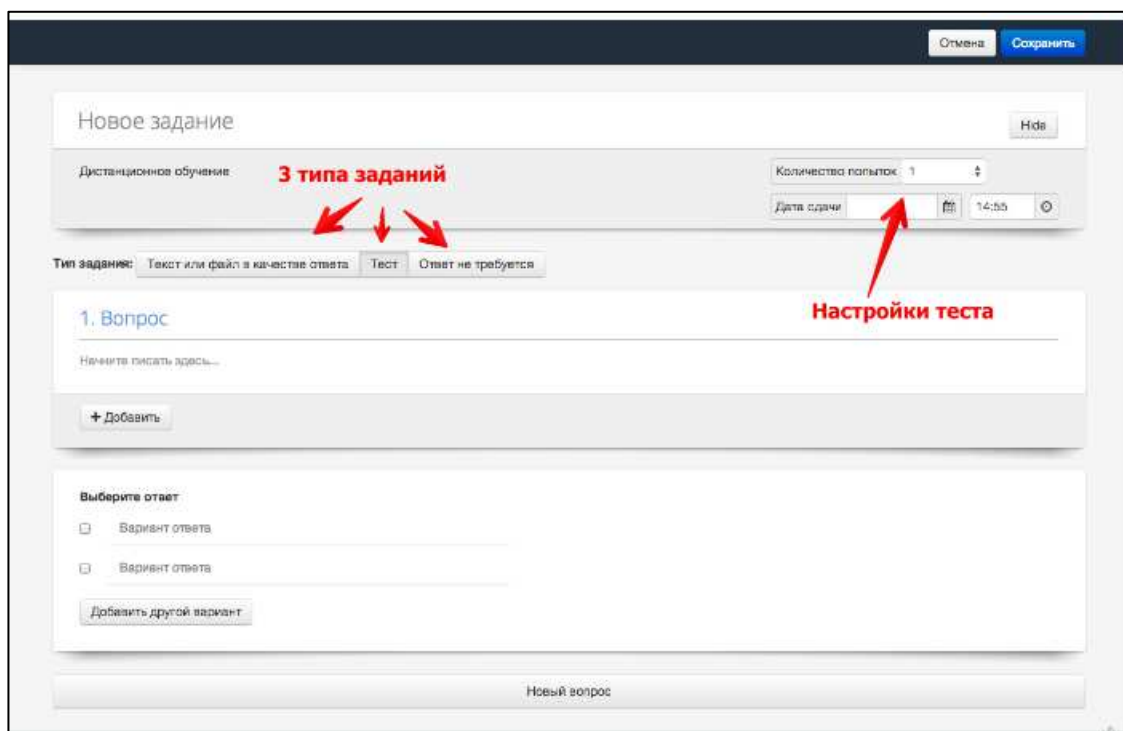 Отмена Сохранить
Новое задание Hide
Дистанционное обучение 3 типа заданий Количество попыток 1
Дата сдачи 14:55
Тип задания: Текст или файл в качестве ответа Тест Ответ не требуется
Настройки теста
1. Вопрос
Начните писать здесь...
+ Добавить
Выберите ответ
Вариант ответа
Вариант ответа
Добавить другой вариант
Новый вопрос